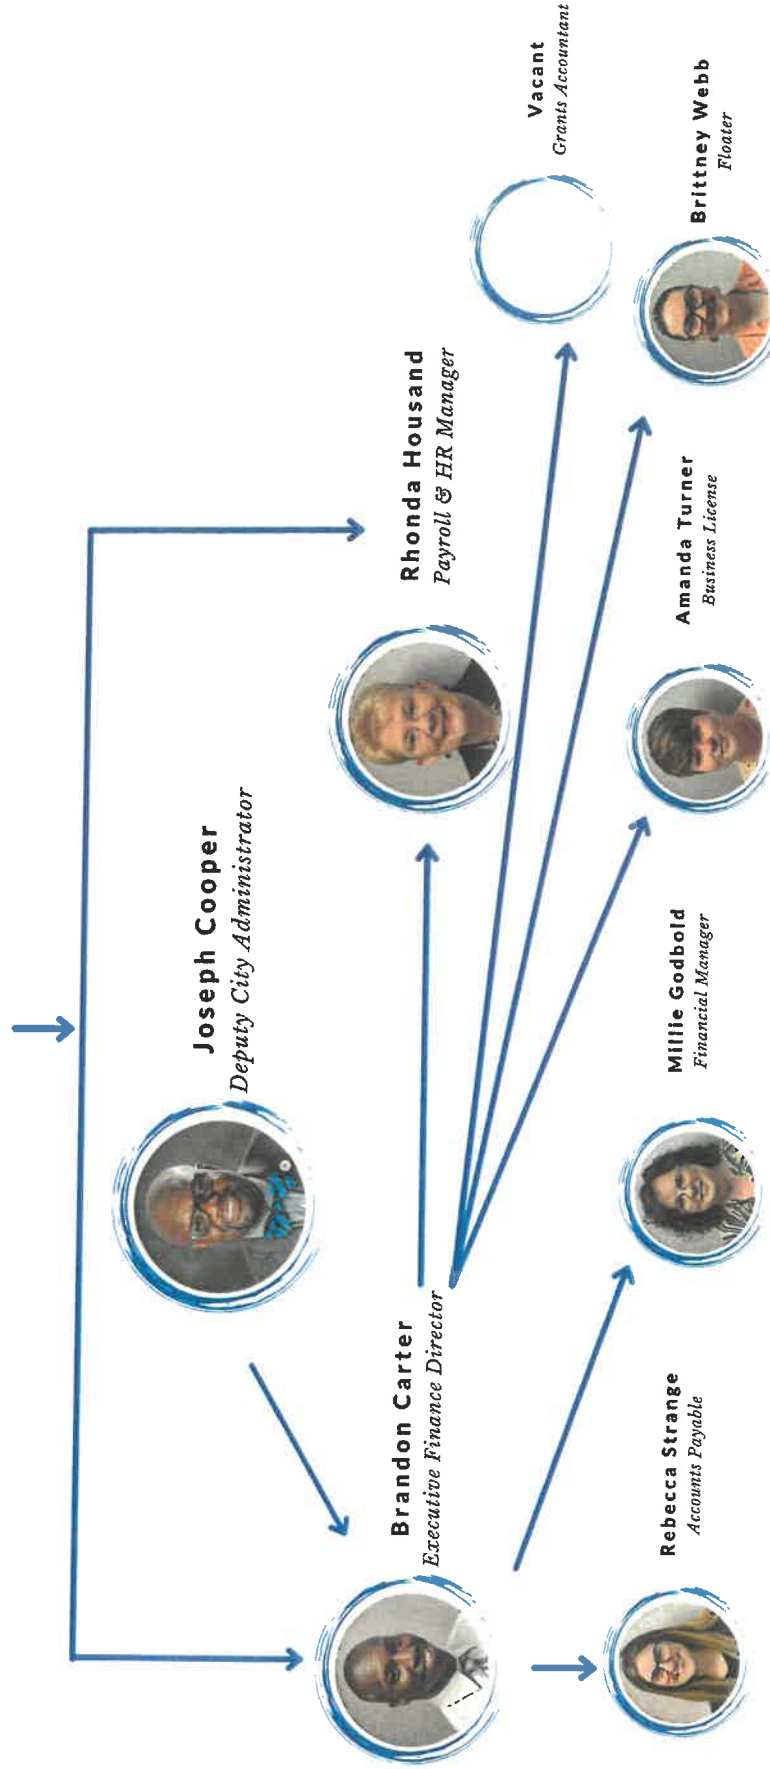 Joseph Cooper
Deputy City Administrator
Brandon Carter
Executive Finance Director
Rhonda Housand
Payroll & HR Manager
Vacant
Grants Accountant
Rebecca Strange
Accounts Payable
Millie Godbold
Financial Manager
Amanda Turner
Business License
Brittney Webb
Floater